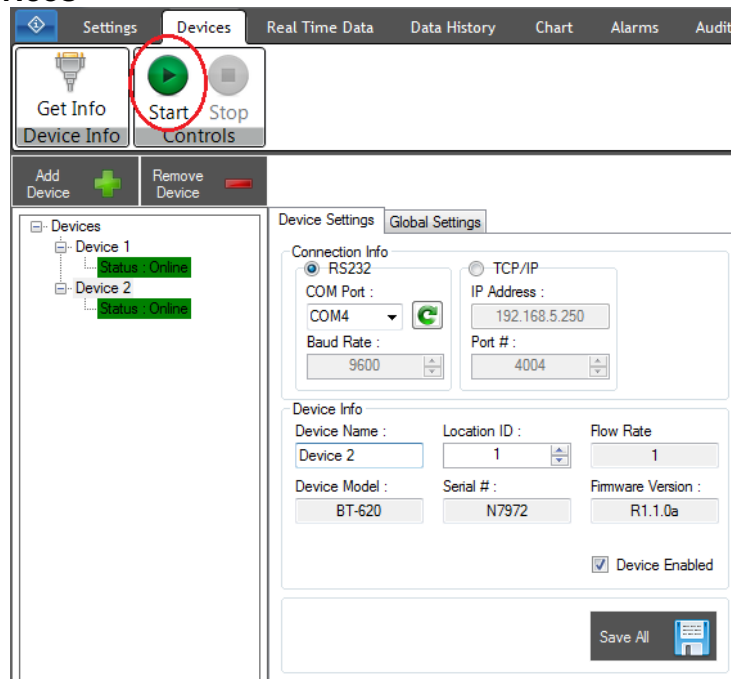 Settings Devices Real Time Data Data History Chart Alarms Audit
Get Info Start Stop
Device Info Controls
Add Device Remove Device
Devices
Device 1
Status : Online
Device 2
Status : Online
Device Settings Global Settings
Connection Info
RS232 TCP/IP
COM Port : IP Address :
COM4 192.168.5.250
Baud Rate : Port # :
9600 4004
Device Info
Device Name : Location ID : Flow Rate
Device 2 1 1
Device Model : Serial # : Firmware Version :
BT-620 N7972 R1.1.0a
Device Enabled
Save All